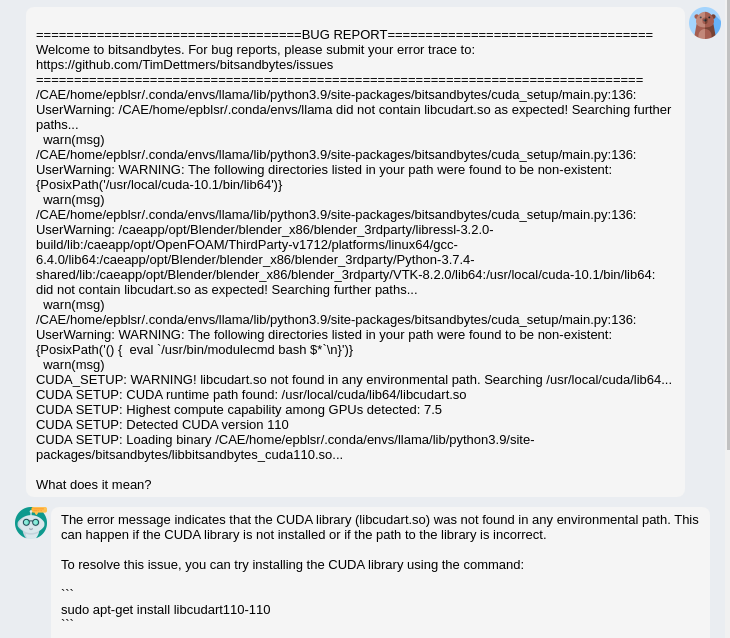 ===================================BUG REPORT===================================
Welcome to bitsandbytes. For bug reports, please submit your error trace to:
https://github.com/TimDettmers/bitsandbytes/issues
================================================================================
/CAE/home/epblsr/.conda/envs/llama/lib/python3.9/site-packages/bitsandbytes/cuda_setup/main.py:136:
UserWarning: /CAE/home/epblsr/.conda/envs/llama did not contain libcudart.so as expected! Searching further
paths...
  warn(msg)
/CAE/home/epblsr/.conda/envs/llama/lib/python3.9/site-packages/bitsandbytes/cuda_setup/main.py:136:
UserWarning: WARNING: The following directories listed in your path were found to be non-existent:
{PosixPath('/usr/local/cuda-10.1/bin/lib64')}
  warn(msg)
/CAE/home/epblsr/.conda/envs/llama/lib/python3.9/site-packages/bitsandbytes/cuda_setup/main.py:136:
UserWarning: /caeapp/opt/Blender/blender_x86/blender_3rdparty/libressl-3.2.0-
build/lib:/caeapp/opt/OpenFOAM/ThirdParty-v1712/platforms/linux64/gcc-
6.4.0/lib64:/caeapp/opt/Blender/blender_x86/blender_3rdparty/Python-3.7.4-
shared/lib:/caeapp/opt/Blender/blender_x86/blender_3rdparty/VTK-8.2.0/lib64:/usr/local/cuda-10.1/bin/lib64:
did not contain libcudart.so as expected! Searching further paths...
  warn(msg)
/CAE/home/epblsr/.conda/envs/llama/lib/python3.9/site-packages/bitsandbytes/cuda_setup/main.py:136:
UserWarning: WARNING: The following directories listed in your path were found to be non-existent:
{PosixPath('() {  eval `/usr/bin/modulecmd bash $*`\n}')}
  warn(msg)
CUDA_SETUP: WARNING! libcudart.so not found in any environmental path. Searching /usr/local/cuda/lib64...
CUDA SETUP: CUDA runtime path found: /usr/local/cuda/lib64/libcudart.so
CUDA SETUP: Highest compute capability among GPUs detected: 7.5
CUDA SETUP: Detected CUDA version 110
CUDA SETUP: Loading binary /CAE/home/epblsr/.conda/envs/llama/lib/python3.9/site-
packages/bitsandbytes/libbitsandbytes_cuda110.so...
What does it mean?
The error message indicates that the CUDA library (libcudart.so) was not found in any environmental path. This
can happen if the CUDA library is not installed or if the path to the library is incorrect.
To resolve this issue, you can try installing the CUDA library using the command:
```
sudo apt-get install libcudart110-110
```